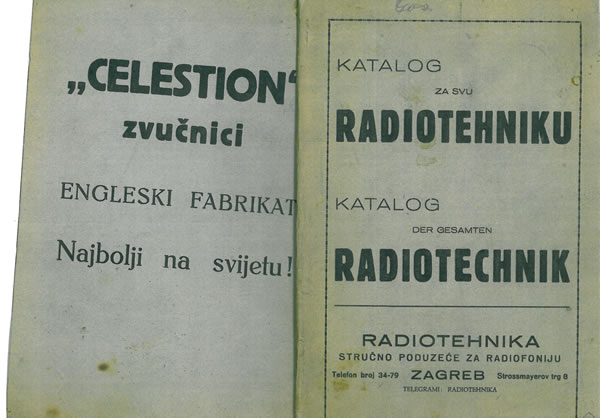 „CELESTION“
zvučnici
ENGLESKI FABRIKAT
Najbolji na svijetu!
KATALOG
ZA SVU
RADIOTEHNIKU
KATALOG
DER GESAMTEN
RADIOTECHNIK
RADIOTEHNIKA
STRUČNO PODUZEĆE ZA RADIOFONIJU
Telefon broj 34-79 ZAGREB Strossmayerov trg 8
TELEGRAMI: RADIOTEHNIKA